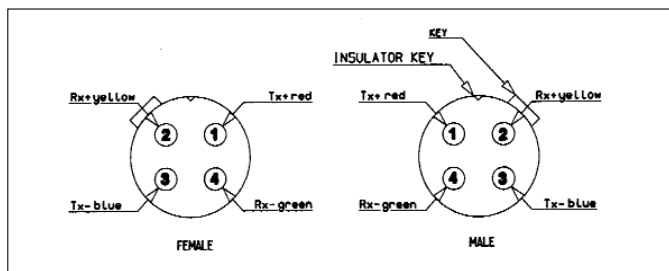 KEY
INSULATOR KEY
Rx+yellow
Tx+red
2
1
3
4
Tx-blue
Rx-green
FEMALE
Tx+red
Rx+yellow
1
2
4
3
Rx-green
Tx-blue
MALE